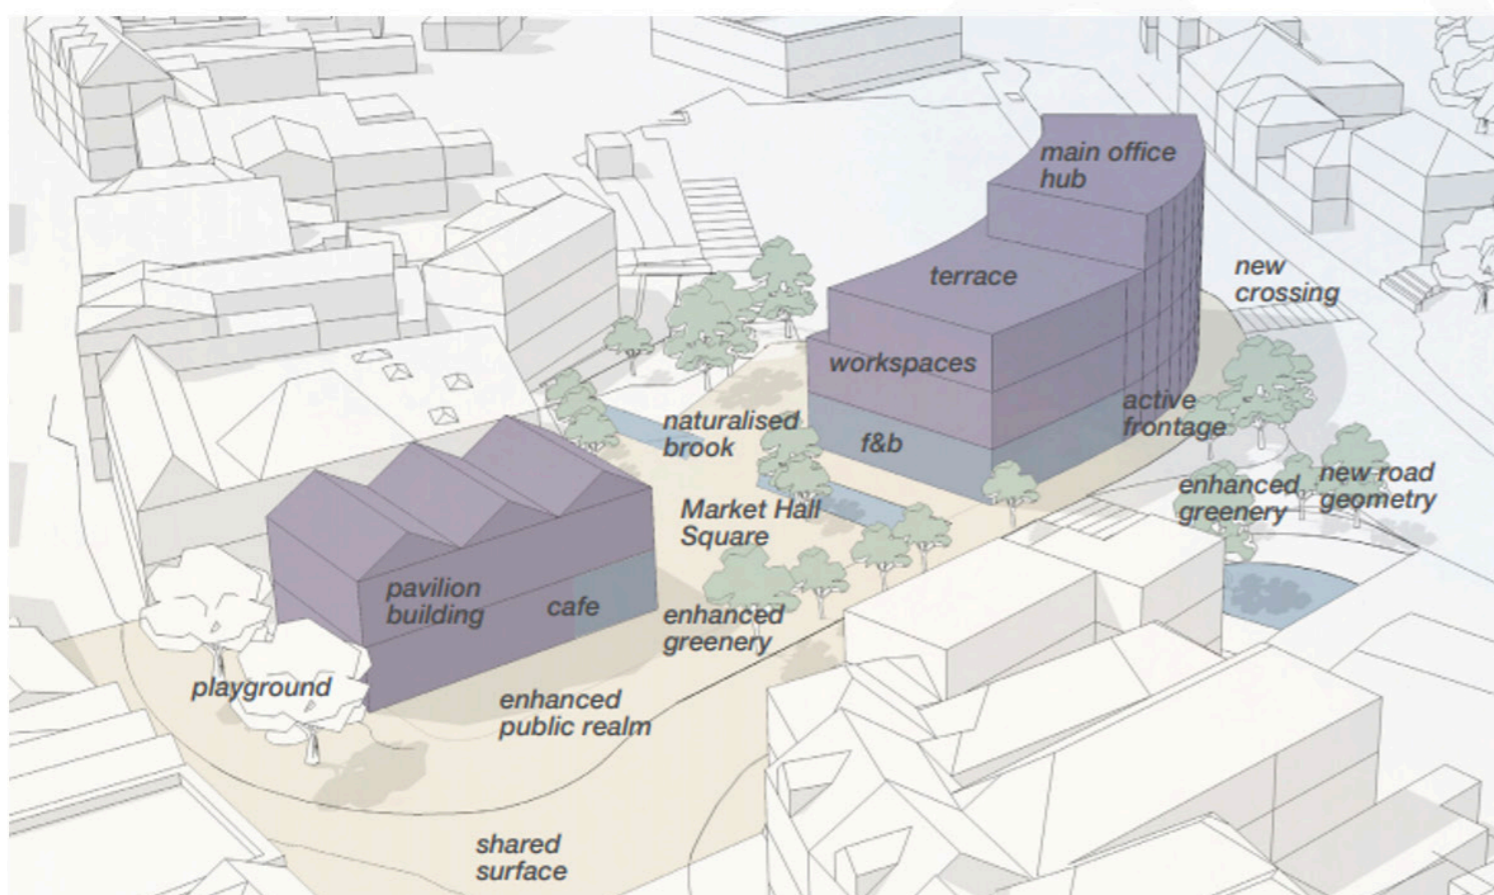 main office
hub
terrace
new
crossing
workspaces
active
frontage
f&b
naturalised
brook
Market Hall
Square
enhanced
greenery
new road
geometry
pavilion
building
cafe
enhanced
greenery
playground
enhanced
public realm
shared
surface